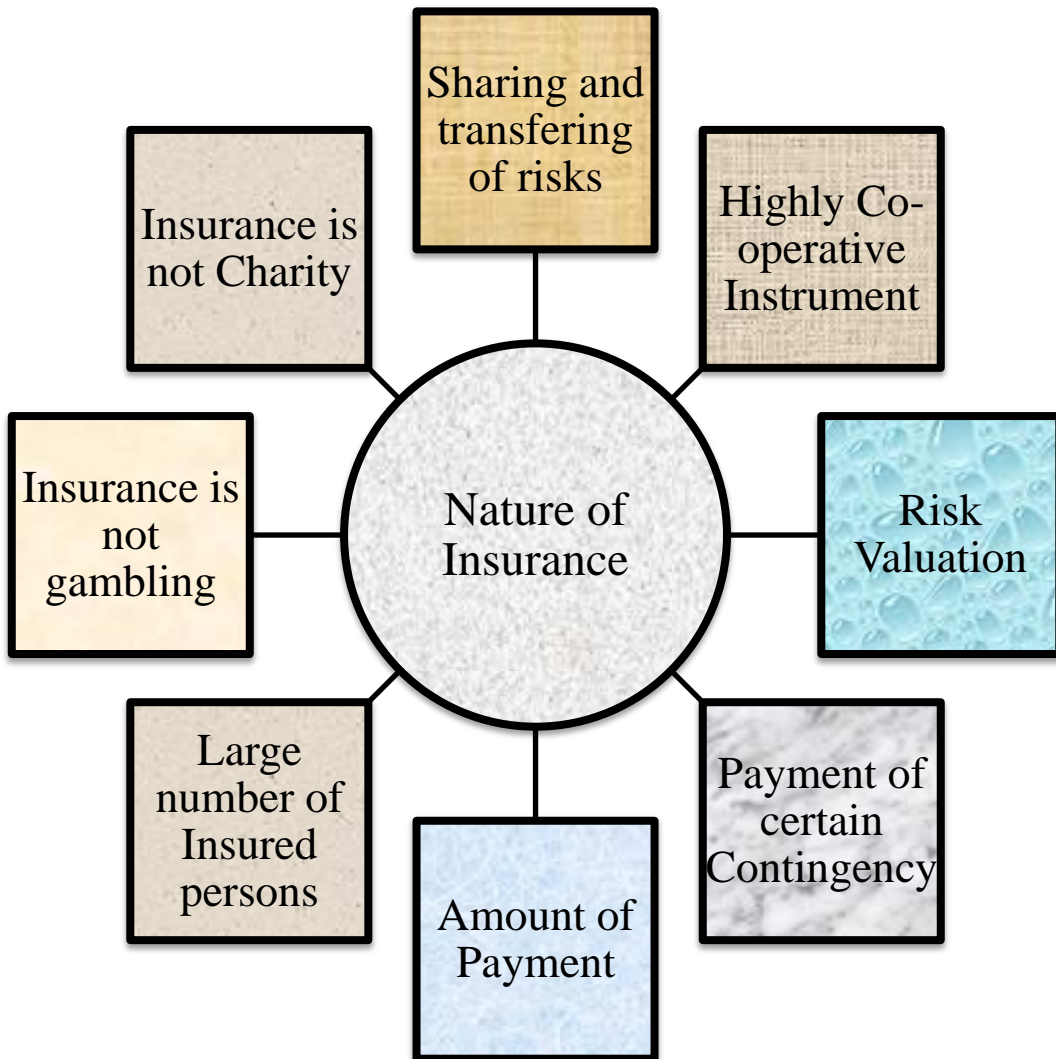 Sharing and
transfering
of risks
Highly Co-
operative
Instrument
Risk
Valuation
Payment of
certain
Contingency
Amount of
Payment
Large
number of
Insured
persons
Insurance is
not
gambling
Insurance is
not Charity
Nature of
Insurance